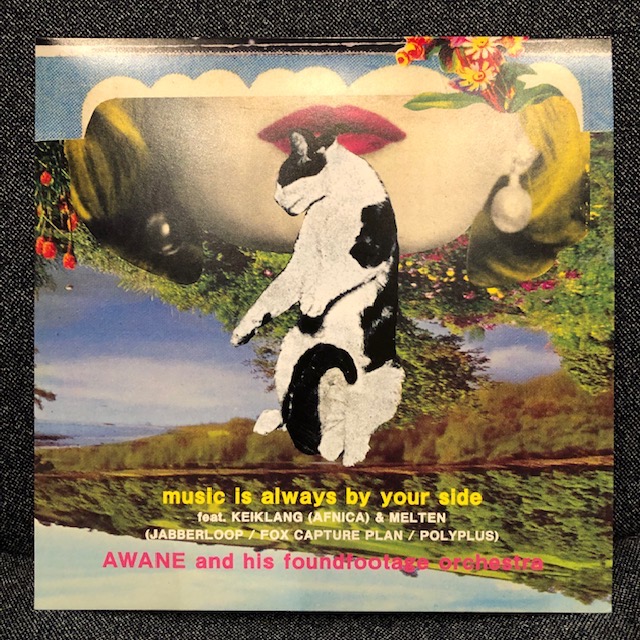 music is always by your side
feat. KEIKLANG (AFNICA) & MELTEN
(JABBERLOOP / FOX CAPTURE PLAN / POLYPLUS)
AWANE and his foundfootage orchestra